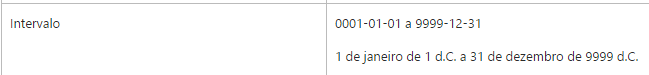 Intervalo
0001-01-01 a 9999-12-31
1 de janeiro de 1 d.C. a 31 de dezembro de 9999 d.C.